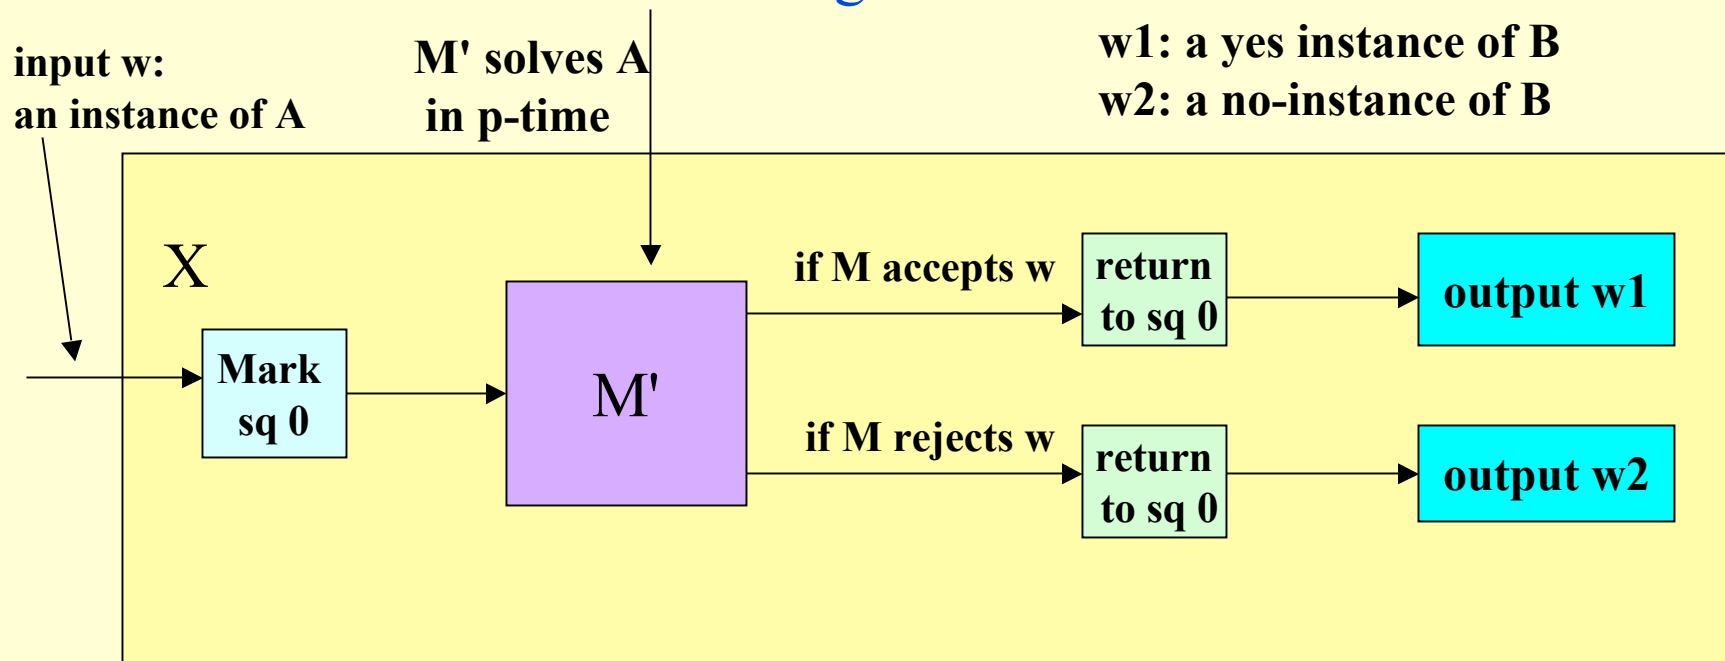 input w:
an instance of A
M' solves A
in p-time
w1: a yes instance of B
w2: a no-instance of B
X
Mark
sq 0
M'
if M accepts w
return
to sq 0
output w1
if M rejects w
return
to sq 0
output w2